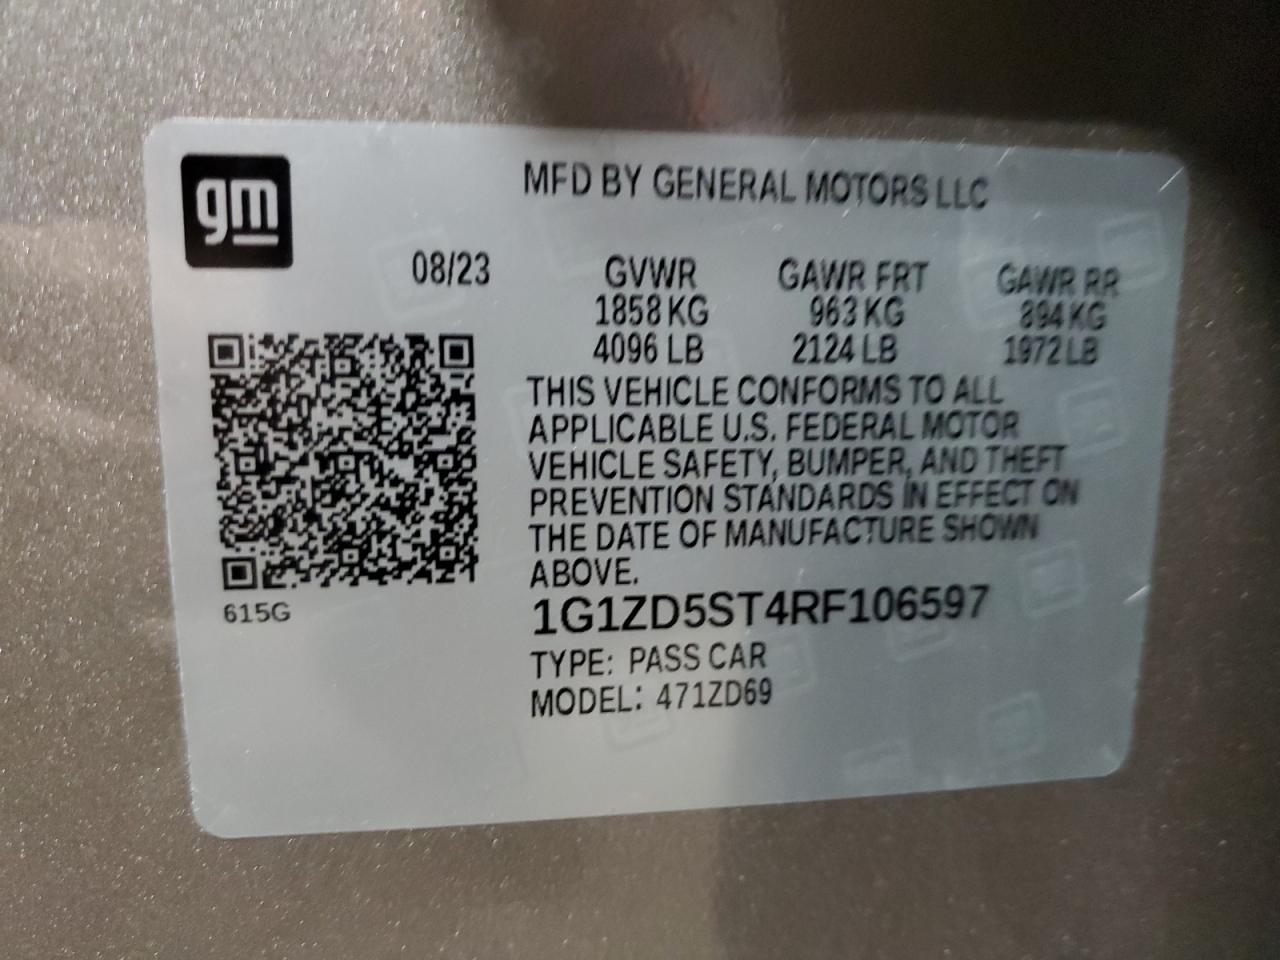 gm
MFD BY GENERAL MOTORS LLC
08/23 GVWR GAWR FRT GAWR RR
1858 KG 963 KG 894 KG
4096 LB 2124 LB 1972 LB
THIS VEHICLE CONFORMS TO ALL
APPLICABLE U.S. FEDERAL MOTOR
VEHICLE SAFETY, BUMPER, AND THEFT
PREVENTION STANDARDS IN EFFECT ON
THE DATE OF MANUFACTURE SHOWN
ABOVE.
615G
1G1ZD5ST4RF106597
TYPE: PASS CAR
MODEL: 471ZD69